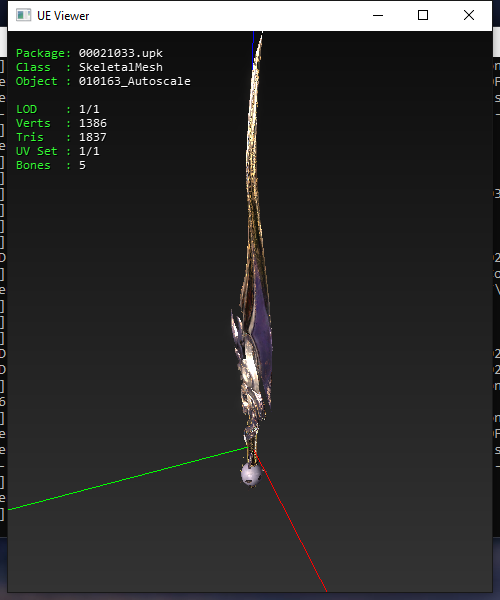 UE Viewer
Package: 00021033.upk
Class  : SkeletalMesh
Object : 010163_Autoscale
LOD    : 1/1
Verts  : 1386
Tris   : 1837
UV Set : 1/1
Bones  : 5